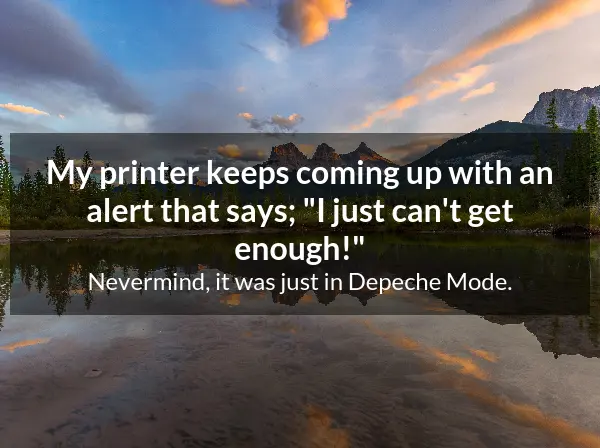 My printer keeps coming up with an
alert that says; "I just can't get
enough!"
Nevermind, it was just in Depeche Mode.